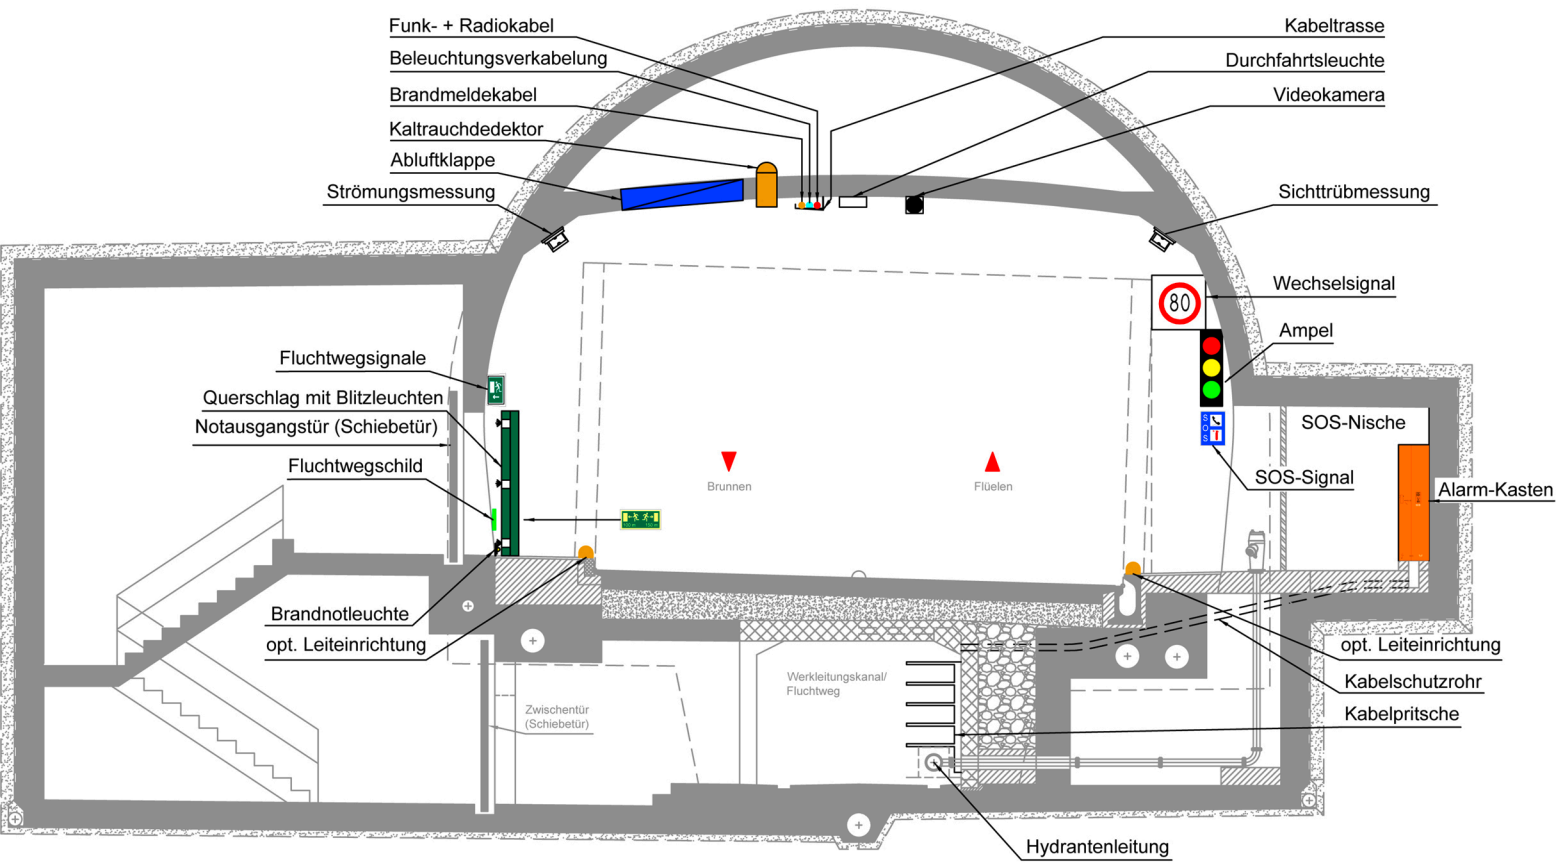 Funk- + Radiokabel
Beleuchtungsverkabelung
Brandmeldekabel
Kaltrauchdedektor
Abluftklappe
Strömungsmessung
Kabeltrasse
Durchfahrtsleuchte
Videokamera
Sichttrübmessung
Wechselsignal
80
Ampel
Fluchtwegsignale
Querschlag mit Blitzleuchten
Notausgangstür (Schiebetür)
Fluchtwegschild
SOS-Nische
SOS
SOS-Signal
Alarm-Kasten
Brunnen
Flüelen
Brandnotleuchte
opt. Leiteinrichtung
opt. Leiteinrichtung
Kabelschutzrohr
Kabelpritsche
Werkleitungskanal/
Fluchtweg
Zwischentür
(Schiebetür)
Hydrantenleitung